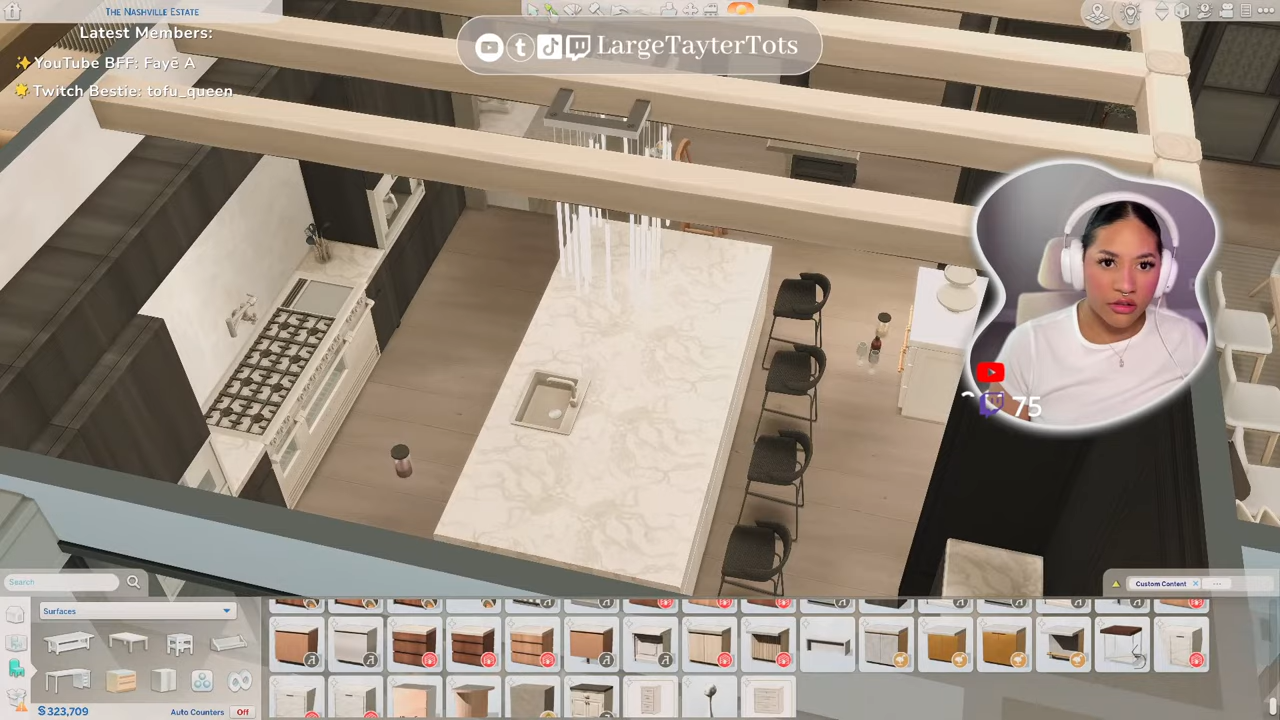 THE NASHVILLE ESTATE
Latest Members:
✨YouTube BFF: Fayē A
🌟Twitch Bestie: tofu_queen
LargeTayterTots
75
Search
Custom Content
Surfaces
$323,709
Auto Counters Off